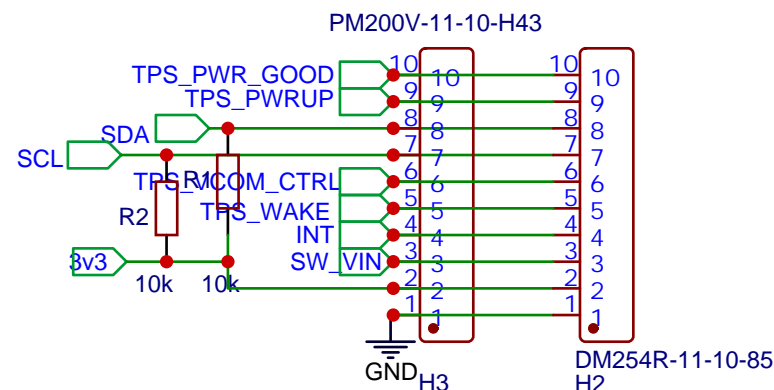 PM200V-11-10-H43
TPS_PWR_GOOD 10 10 10 10
TPS_PWRUP 9 9 9 9
SDA 8 8 8 8
SCL 7 7 7 7
TPS_VCOM_CTRL R1 6 6 6 6
R2 TPS_WAKE 5 5 5 5
INT 4 4 4 4
3v3 SW_VIN 3 3 3 3
10k 10k 2 2 2 2
1 1 1 1
GND
H3
DM254R-11-10-85
H2